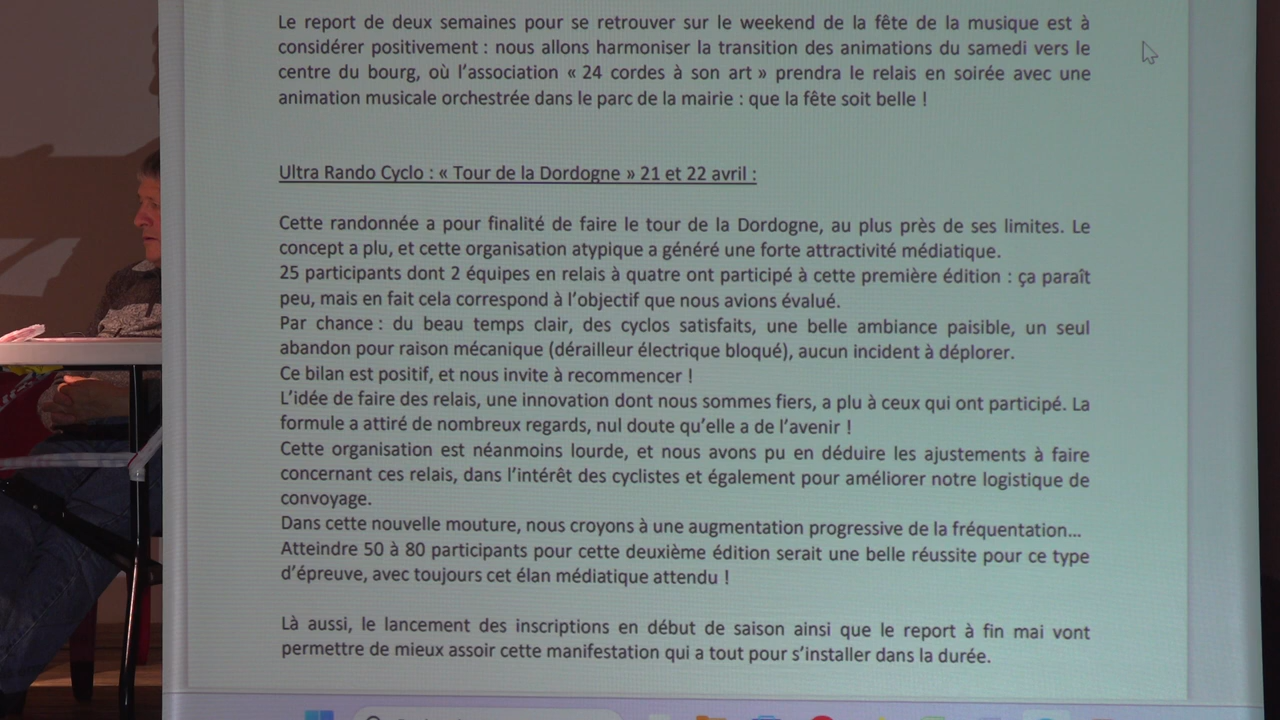 Le report de deux semaines pour se retrouver sur le weekend de la fête de la musique est à
considérer positivement : nous allons harmoniser la transition des animations du samedi vers le
centre du bourg, où l’association « 24 cordes à son art » prendra le relais en soirée avec une
animation musicale orchestrée dans le parc de la mairie : que la fête soit belle !
Ultra Rando Cyclo : « Tour de la Dordogne » 21 et 22 avril :
Cette randonnée a pour finalité de faire le tour de la Dordogne, au plus près de ses limites. Le
concept a plu, et cette organisation atypique a généré une forte attractivité médiatique.
25 participants dont 2 équipes en relais à quatre ont participé à cette première édition : ça paraît
peu, mais en fait cela correspond à l’objectif que nous avions évalué.
Par chance : du beau temps clair, des cyclos satisfaits, une belle ambiance paisible, un seul
abandon pour raison mécanique (dérailleur électrique bloqué), aucun incident à déplorer.
Ce bilan est positif, et nous invite à recommencer !
L’idée de faire des relais, une innovation dont nous sommes fiers, a plu à ceux qui ont participé. La
formule a attiré de nombreux regards, nul doute qu’elle a de l’avenir !
Cette organisation est néanmoins lourde, et nous avons pu en déduire les ajustements à faire
concernant ces relais, dans l’intérêt des cyclistes et également pour améliorer notre logistique de
convoyage.
Dans cette nouvelle mouture, nous croyons à une augmentation progressive de la fréquentation…
Atteindre 50 à 80 participants pour cette deuxième édition serait une belle réussite pour ce type
d’épreuve, avec toujours cet élan médiatique attendu !
Là aussi, le lancement des inscriptions en début de saison ainsi que le report à fin mai vont
permettre de mieux assoir cette manifestation qui a tout pour s’installer dans la durée.